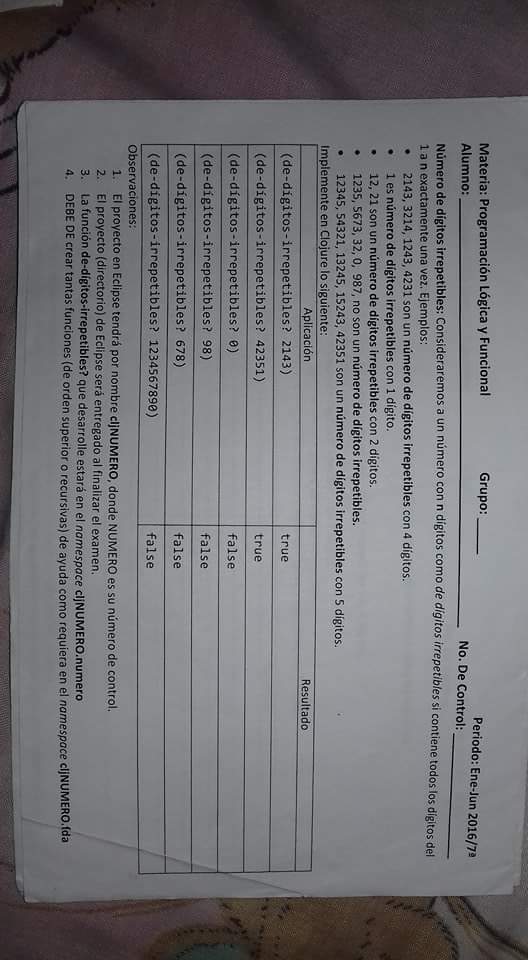 Materia: Programación Lógica y Funcional Grupo: ____ Periodo: Ene-Jun 2016/7ª
Alumno: ____ No. De Control: ____
Número de dígitos irrepetibles: Consideraremos a un número con n dígitos como de dígitos irrepetibles si contiene todos los dígitos del
1 a n exactamente una vez. Ejemplos:
• 2143, 3214, 1243, 4231 son un número de dígitos irrepetibles con 4 dígitos.
• 1 es número de dígitos irrepetibles con 1 dígito.
• 12, 21 son un número de dígitos irrepetibles con 2 dígitos.
• 1235, 5673, 32, 0, 987, no son un número de dígitos irrepetibles.
• 12345, 54321, 13245, 15243, 42351 son un número de dígitos irrepetibles con 5 dígitos.
Implemente en Clojure lo siguiente:
Aplicación Resultado
(de-digitos-irrepetibles? 2143) true
(de-digitos-irrepetibles? 42351) true
(de-digitos-irrepetibles? 0) false
(de-digitos-irrepetibles? 98) false
(de-digitos-irrepetibles? 678) false
(de-digitos-irrepetibles? 1234567890) false
Observaciones:
1. El proyecto en Eclipse tendrá por nombre cljNUMERO, donde NUMERO es su número de control.
2. El proyecto (directorio) de Eclipse será entregado al finalizar el examen.
3. La función de-digitos-irrepetibles? que desarrolle estará en el namespace cljNUMERO.numero
4. DEBE DE crear tantas funciones (de orden superior o recursivas) de ayuda como requiera en el namespace cljNUMERO.fda